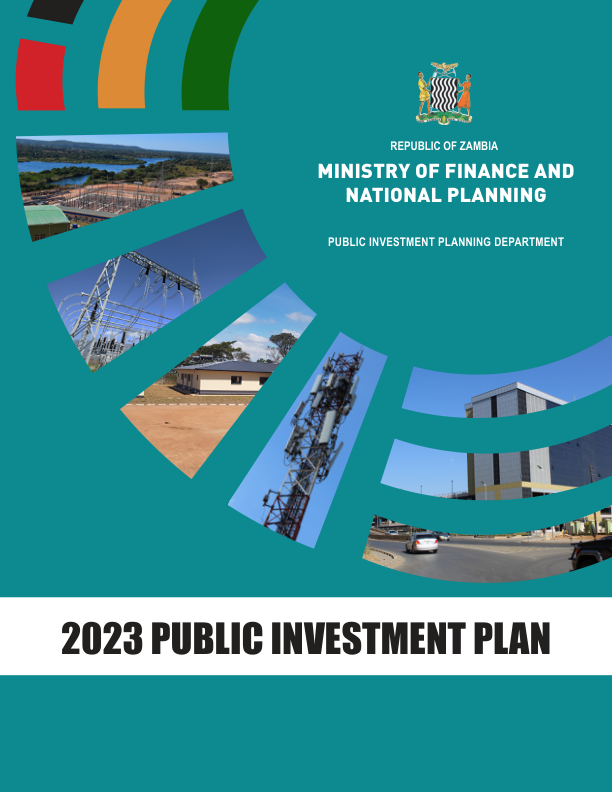 REPUBLIC OF ZAMBIA
MINISTRY OF FINANCE AND
NATIONAL PLANNING
PUBLIC INVESTMENT PLANNING DEPARTMENT
2023 PUBLIC INVESTMENT PLAN